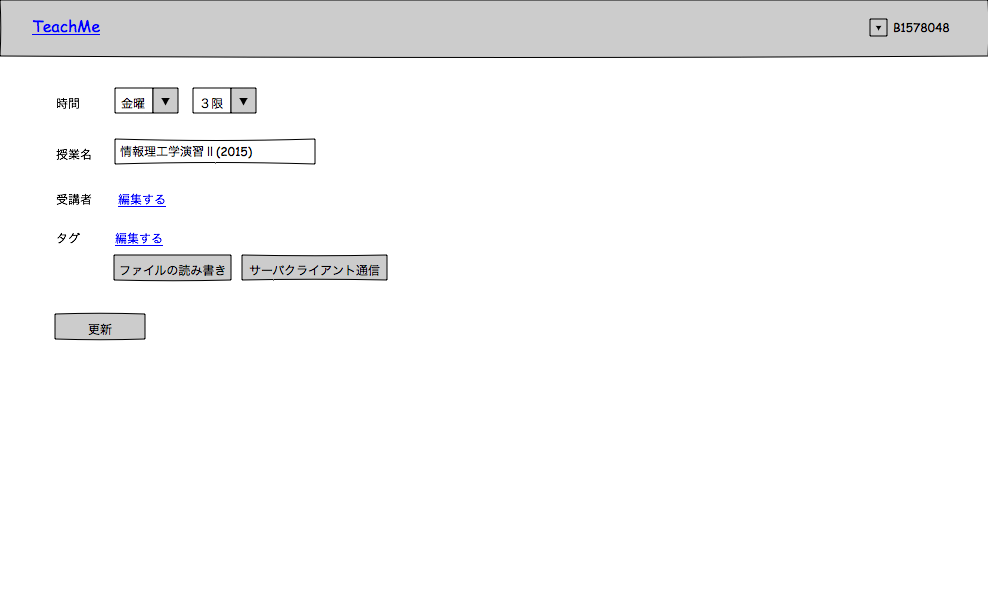 TeachMe
▼ B1578048
時間 金曜 ▼ 3限 ▼
授業名 情報理工学演習Ⅱ(2015)
受講者 編集する
タグ 編集する
ファイルの読み書き サーバクライアント通信
更新